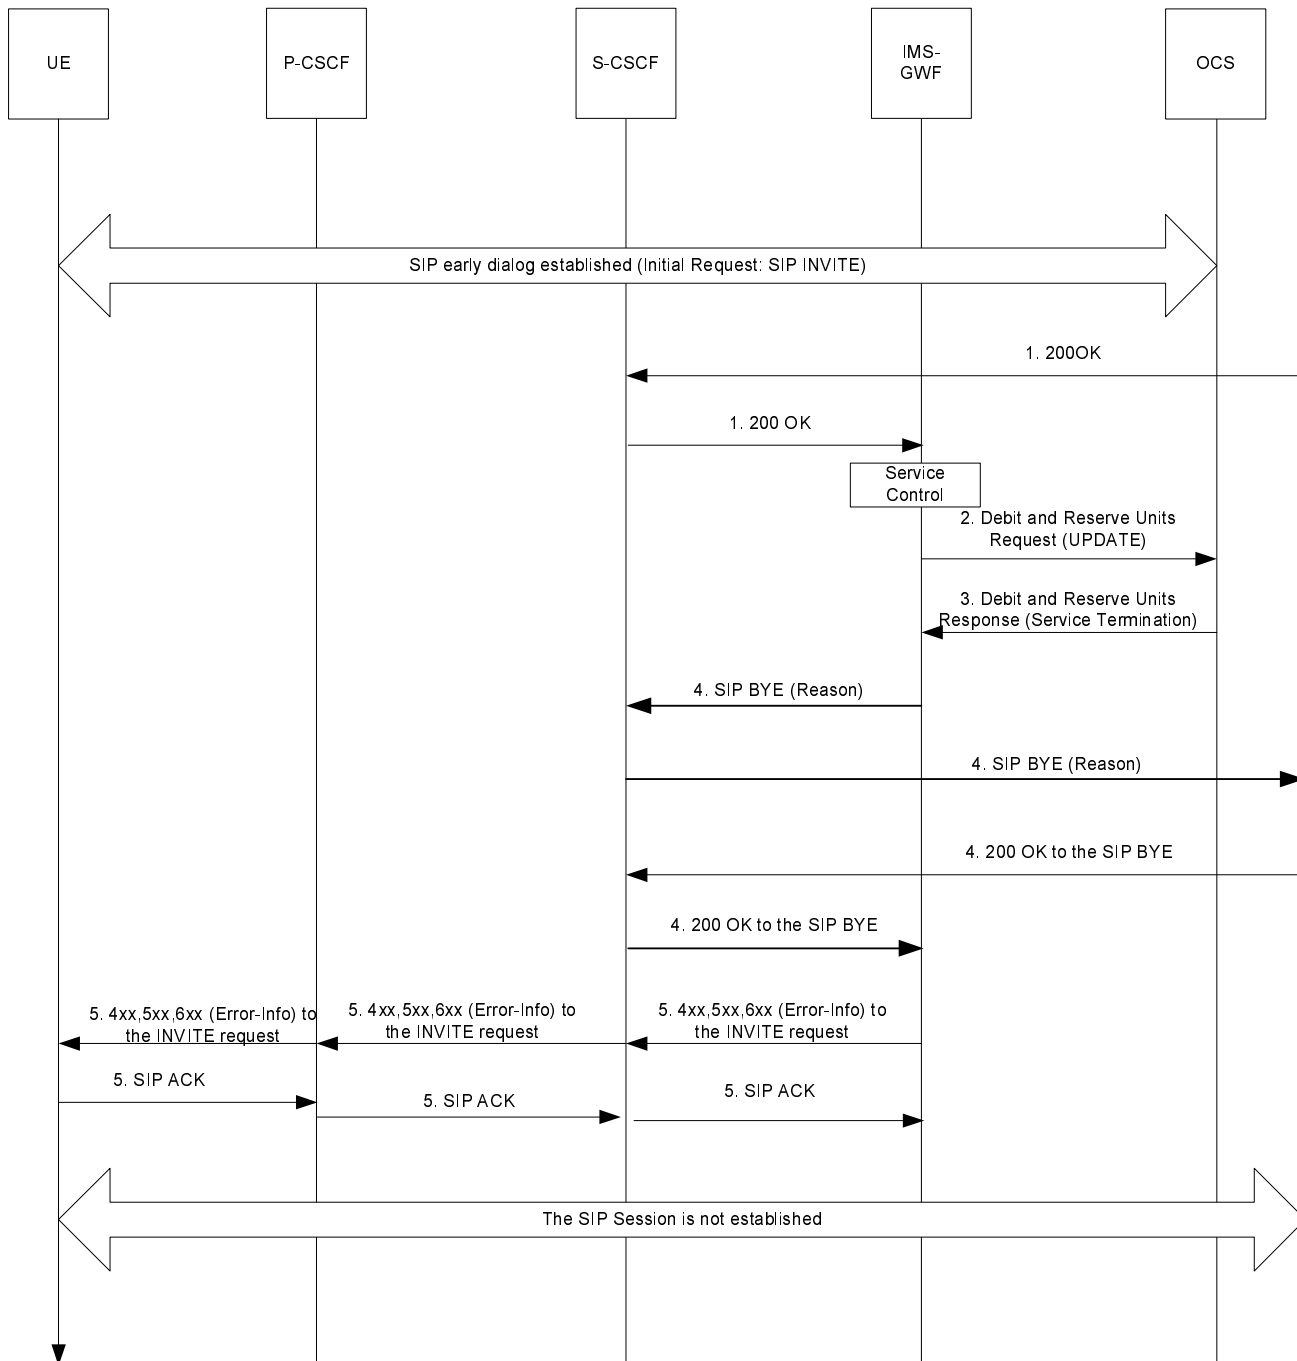 UE
P-CSCF
S-CSCF
IMS-
GWF
OCS
SIP early dialog established (Initial Request: SIP INVITE)
1. 200OK
1. 200 OK
Service
Control
2. Debit and Reserve Units
Request (UPDATE)
3. Debit and Reserve Units
Response (Service Termination)
4. SIP BYE (Reason)
4. SIP BYE (Reason)
4. 200 OK to the SIP BYE
4. 200 OK to the SIP BYE
5. 4xx,5xx,6xx (Error-Info) to
the INVITE request
5. 4xx,5xx,6xx (Error-Info) to
the INVITE request
5. 4xx,5xx,6xx (Error-Info) to
the INVITE request
5. SIP ACK
5. SIP ACK
5. SIP ACK
The SIP Session is not established